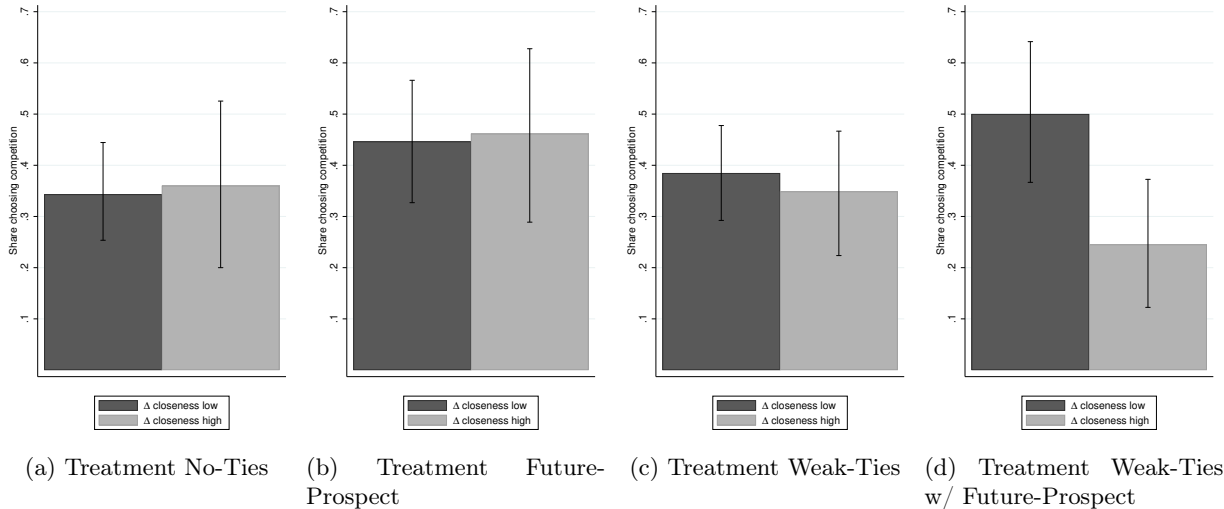 Share choosing competition
.1 .2 .3 .4 .5 .6 .7
Δ closeness low
Δ closeness high
(a) Treatment No-Ties
Share choosing competition
.1 .2 .3 .4 .5 .6 .7
Δ closeness low
Δ closeness high
(b) Treatment Future-
Prospect
Share choosing competition
.1 .2 .3 .4 .5 .6 .7
Δ closeness low
Δ closeness high
(c) Treatment Weak-Ties
Share choosing competition
.1 .2 .3 .4 .5 .6 .7
Δ closeness low
Δ closeness high
(d) Treatment Weak-Ties
w/ Future-Prospect